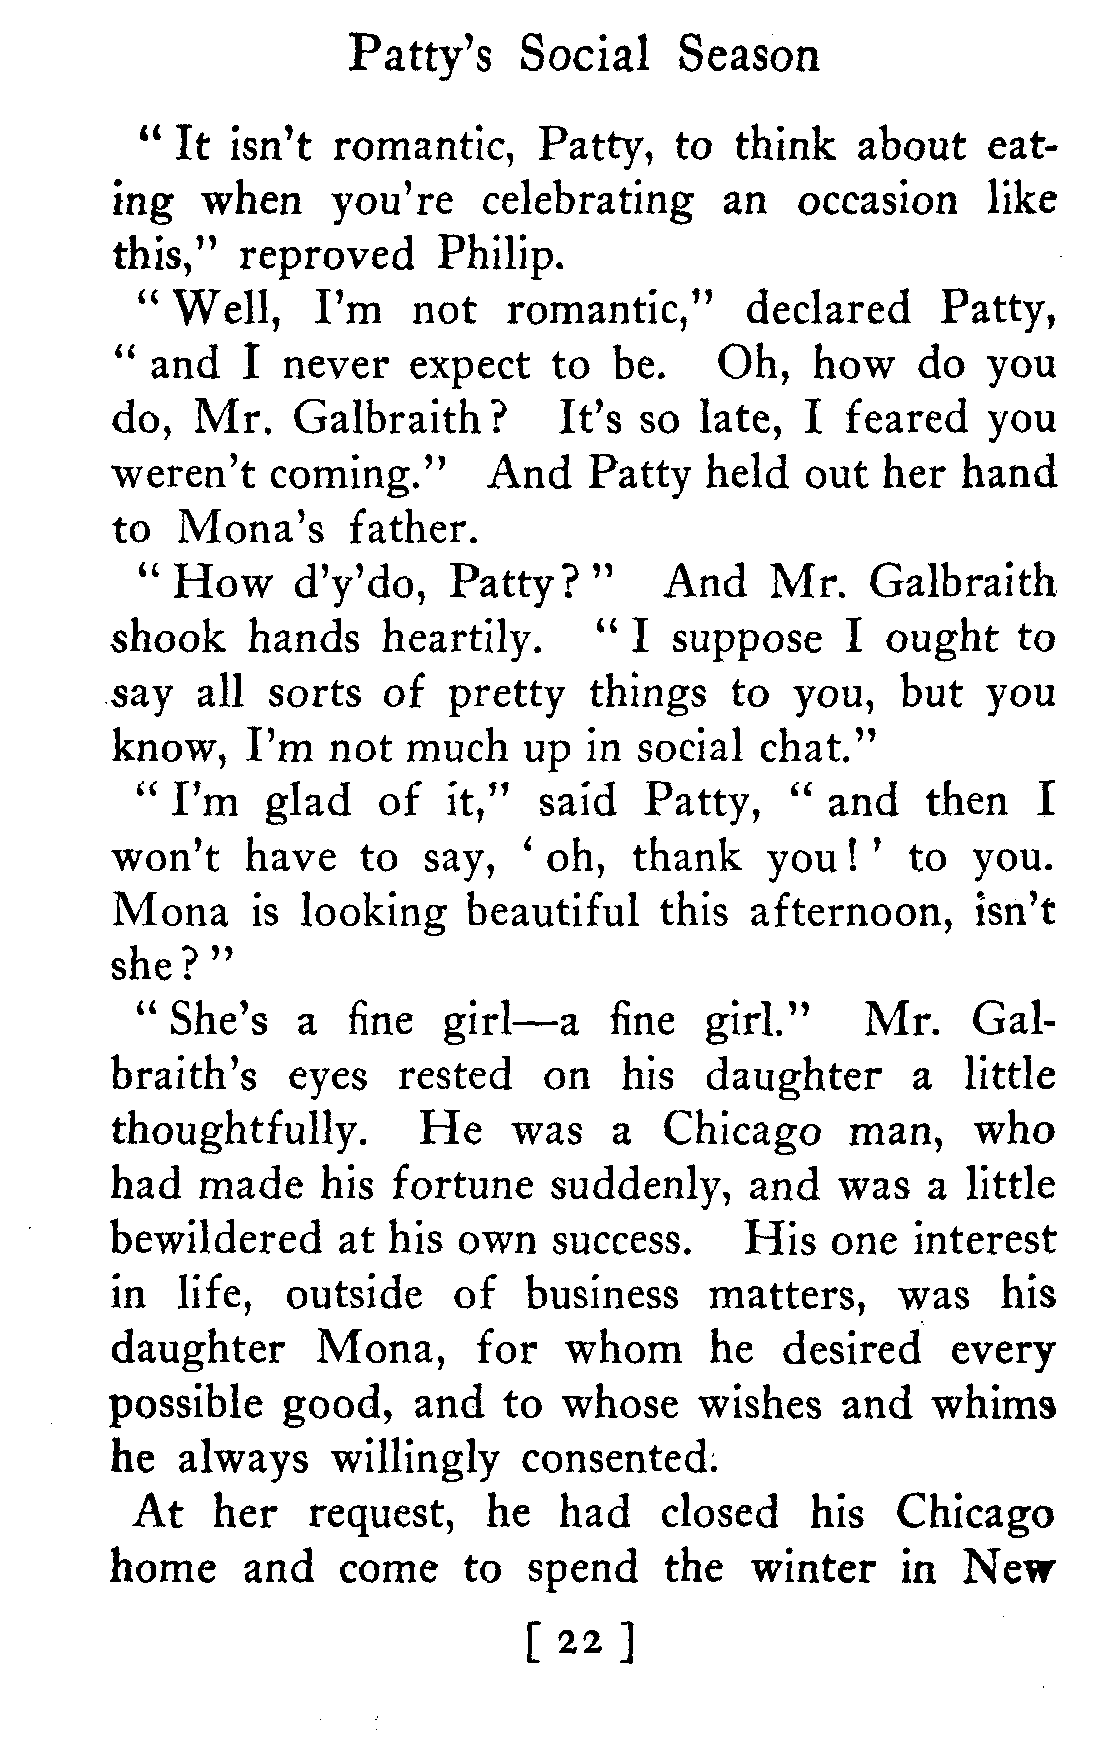 Patty's Social Season
“ It isn't romantic, Patty, to think about eat-
ing when you're celebrating an occasion like
this,” reproved Philip.
“ Well, I'm not romantic,” declared Patty,
“ and I never expect to be. Oh, how do you
do, Mr. Galbraith? It's so late, I feared you
weren't coming.” And Patty held out her hand
to Mona's father.
“ How d'y'do, Patty? ” And Mr. Galbraith
shook hands heartily. “ I suppose I ought to
say all sorts of pretty things to you, but you
know, I'm not much up in social chat.”
“ I'm glad of it,” said Patty, “ and then I
won't have to say, ‘ oh, thank you! ’ to you.
Mona is looking beautiful this afternoon, isn't
she? ”
“ She's a fine girl—a fine girl.” Mr. Gal-
braith's eyes rested on his daughter a little
thoughtfully. He was a Chicago man, who
had made his fortune suddenly, and was a little
bewildered at his own success. His one interest
in life, outside of business matters, was his
daughter Mona, for whom he desired every
possible good, and to whose wishes and whims
he always willingly consented.
At her request, he had closed his Chicago
home and come to spend the winter in New
[ 22 ]